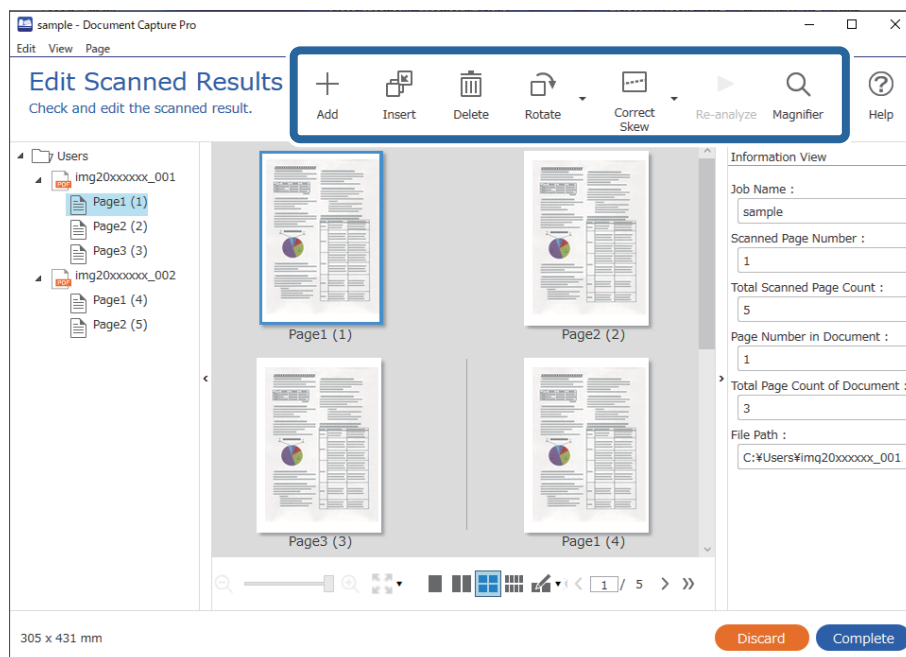 sample - Document Capture Pro
Edit View Page
Edit Scanned Results
Check and edit the scanned result.
Add
Insert
Delete
Rotate
Correct
Skew
Re-analyze
Magnifier
Help
Users
PDF
img20xxxxxx_001
Page1 (1)
Page2 (2)
Page3 (3)
PDF
img20xxxxxx_002
Page1 (4)
Page2 (5)
Page1 (1)
Page2 (2)
Page3 (3)
Page1 (4)
1 / 5
Information View
Job Name :
sample
Scanned Page Number :
1
Total Scanned Page Count :
5
Page Number in Document :
1
Total Page Count of Document :
3
File Path :
C:¥Users¥img20xxxxxx_001
305 x 431 mm
Discard
Complete